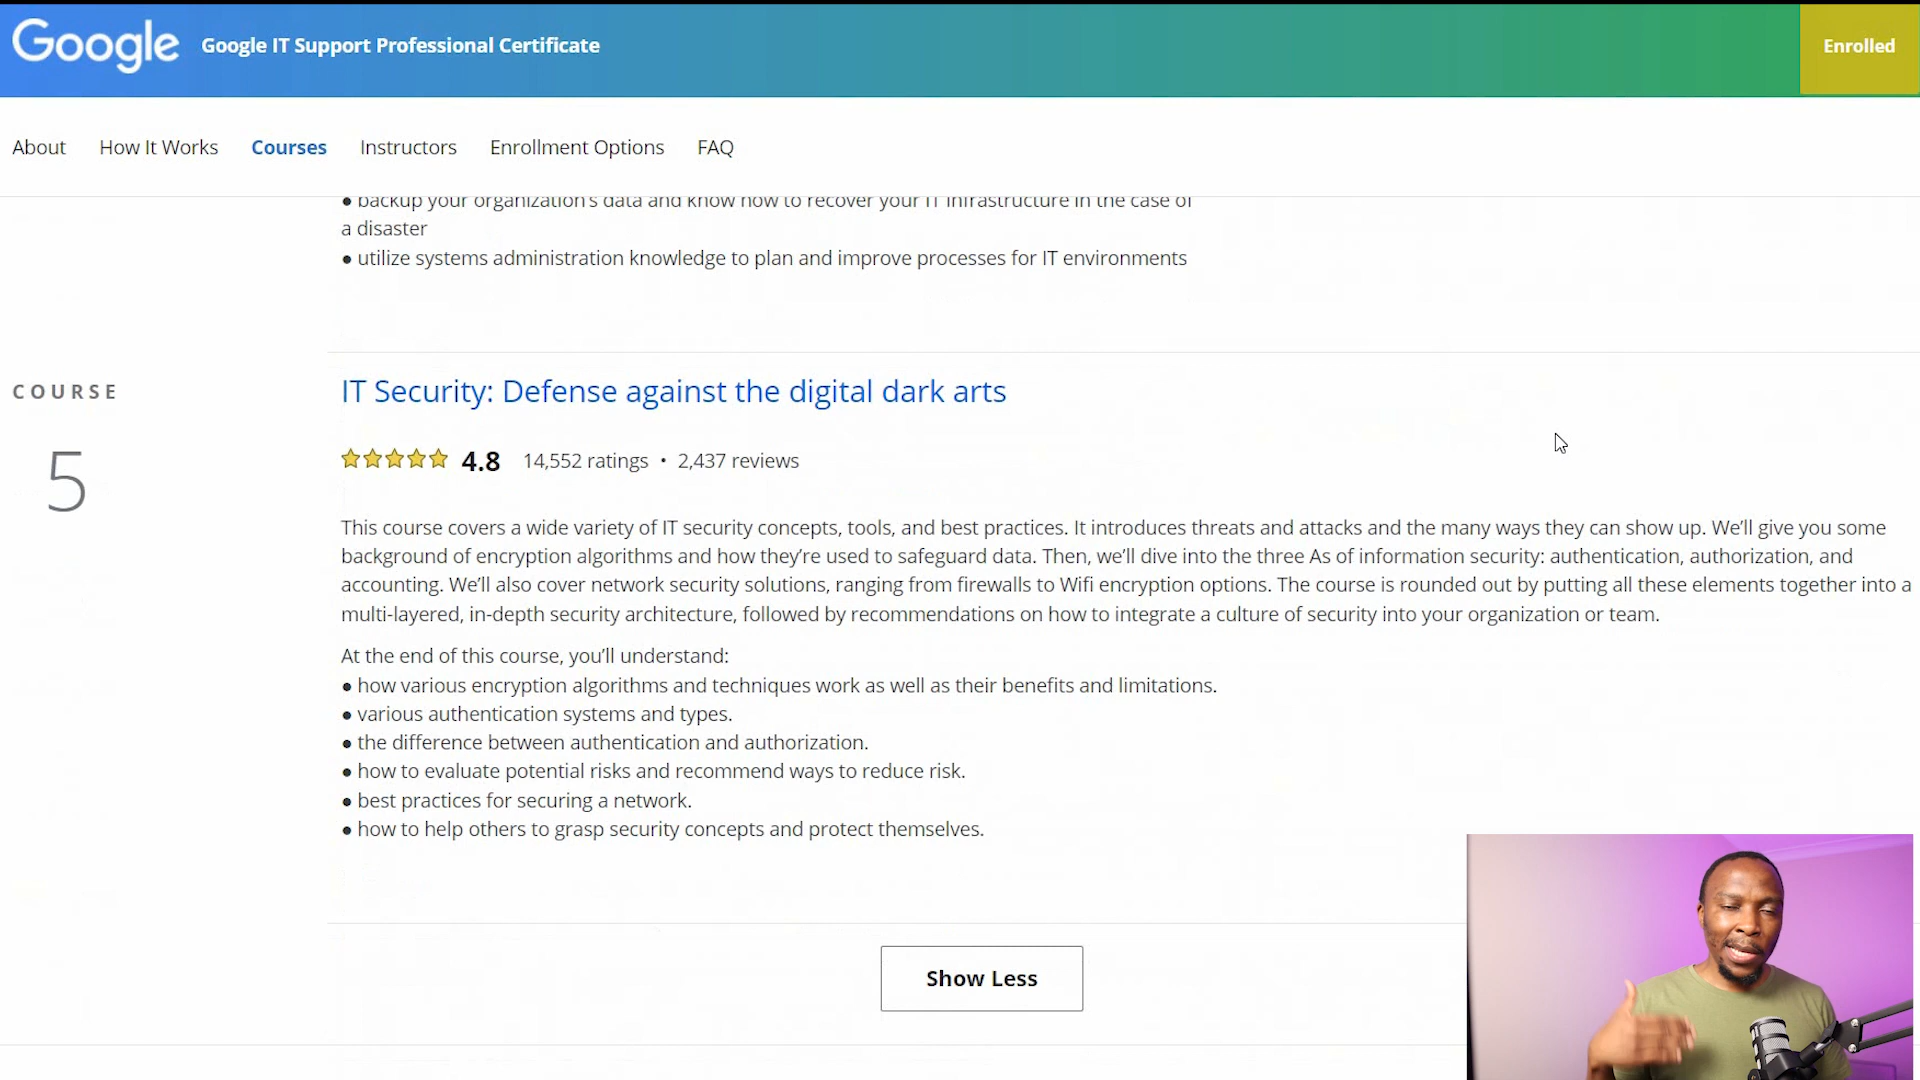 Google
Google IT Support Professional Certificate
Enrolled
About
How It Works
Courses
Instructors
Enrollment Options
FAQ
● backup your organization's data and know how to recover your IT infrastructure in the case of
a disaster
● utilize systems administration knowledge to plan and improve processes for IT environments
COURSE
5
IT Security: Defense against the digital dark arts
4.8 14,552 ratings • 2,437 reviews
This course covers a wide variety of IT security concepts, tools, and best practices. It introduces threats and attacks and the many ways they can show up. We’ll give you some
background of encryption algorithms and how they’re used to safeguard data. Then, we’ll dive into the three As of information security: authentication, authorization, and
accounting. We’ll also cover network security solutions, ranging from firewalls to Wifi encryption options. The course is rounded out by putting all these elements together into a
multi-layered, in-depth security architecture, followed by recommendations on how to integrate a culture of security into your organization or team.
At the end of this course, you’ll understand:
● how various encryption algorithms and techniques work as well as their benefits and limitations.
● various authentication systems and types.
● the difference between authentication and authorization.
● how to evaluate potential risks and recommend ways to reduce risk.
● best practices for securing a network.
● how to help others to grasp security concepts and protect themselves.
Show Less